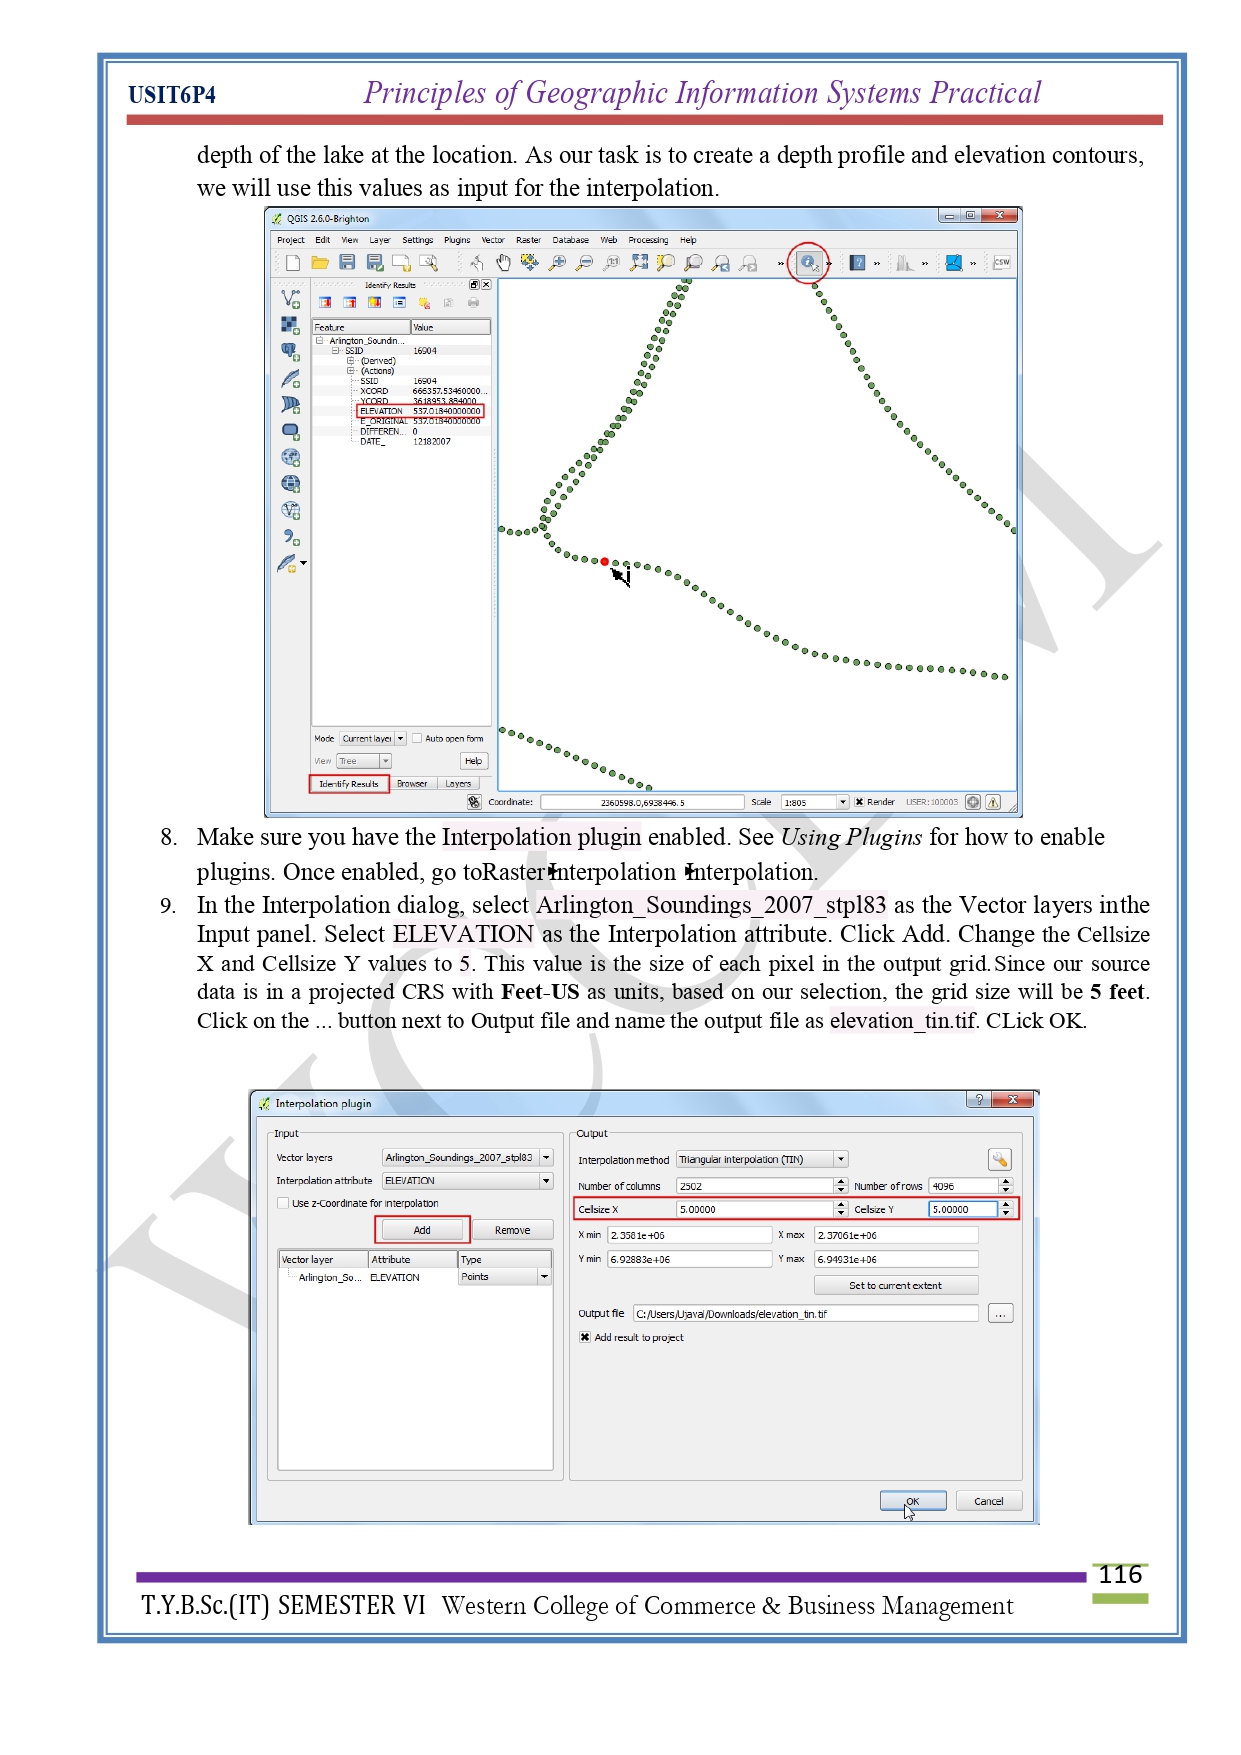 USIT6P4 Principles of Geographic Information Systems Practical
depth of the lake at the location. As our task is to create a depth profile and elevation contours,
we will use this values as input for the interpolation.
QGIS 2.6.0-Brighton
Project Edit View Layer Settings Plugins Vector Raster Database Web Processing Help
CSW
Identify Results
Feature Value
Arlington_Soundin...
SSID 16904
(Derived)
(Actions)
SSID 16904
XCORD 666357.53460000...
YCORD 3618953.884000
ELEVATION 537.01840000000
E_ORIGINAL 537.01840000000
DIFFEREN... 0
DATE_ 12182007
Mode Current layer Auto open form
View Tree Help
Identify Results Browser Layers
Coordinate: 2360598.0,6938446.5 Scale 1:805 Render USER:100003
8. Make sure you have the Interpolation plugin enabled. See Using Plugins for how to enable
plugins. Once enabled, go toRaster Interpolation Interpolation.
9. In the Interpolation dialog, select Arlington_Soundings_2007_stpl83 as the Vector layers inthe
Input panel. Select ELEVATION as the Interpolation attribute. Click Add. Change the Cellsize
X and Cellsize Y values to 5. This value is the size of each pixel in the output grid.Since our source
data is in a projected CRS with Feet-US as units, based on our selection, the grid size will be 5 feet.
Click on the ... button next to Output file and name the output file as elevation_tin.tif. CLick OK.
Interpolation plugin
Input Output
Vector layers Arlington_Soundings_2007_stpl83 Interpolation method Triangular interpolation (TIN)
Interpolation attribute ELEVATION Number of columns 2502 Number of rows 4096
Use z-Coordinate for interpolation Cellsize X 5.00000 Cellsize Y 5.00000
Add Remove X min 2.3581e+06 X max 2.37061e+06
Vector layer Attribute Type Y min 6.92883e+06 Y max 6.94931e+06
Arlington_So... ELEVATION Points Set to current extent
Output file C:/Users/Ujaval/Downloads/elevation_tin.tif ...
Add result to project
OK Cancel
116
T.Y.B.Sc.(IT) SEMESTER VI Western College of Commerce & Business Management